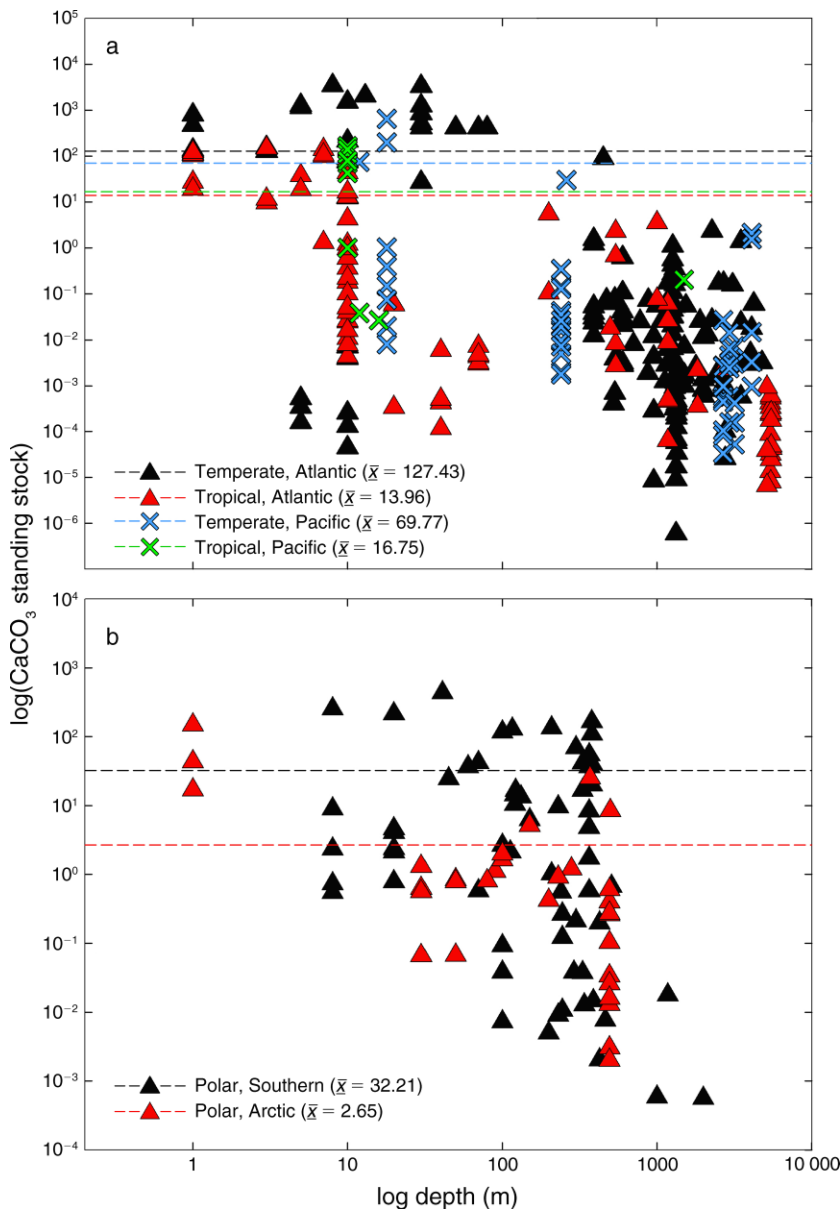 a
10⁵
10⁴
10³
10²
10¹
10⁰
10⁻¹
10⁻²
10⁻³
10⁻⁴
10⁻⁵
10⁻⁶
Temperate, Atlantic (x̄ = 127.43)
Tropical, Atlantic (x̄ = 13.96)
Temperate, Pacific (x̄ = 69.77)
Tropical, Pacific (x̄ = 16.75)
log(CaCO₃ standing stock)
b
10⁴
10³
10²
10¹
10⁰
10⁻¹
10⁻²
10⁻³
10⁻⁴
Polar, Southern (x̄ = 32.21)
Polar, Arctic (x̄ = 2.65)
1 10 100 1000 10 000
log depth (m)